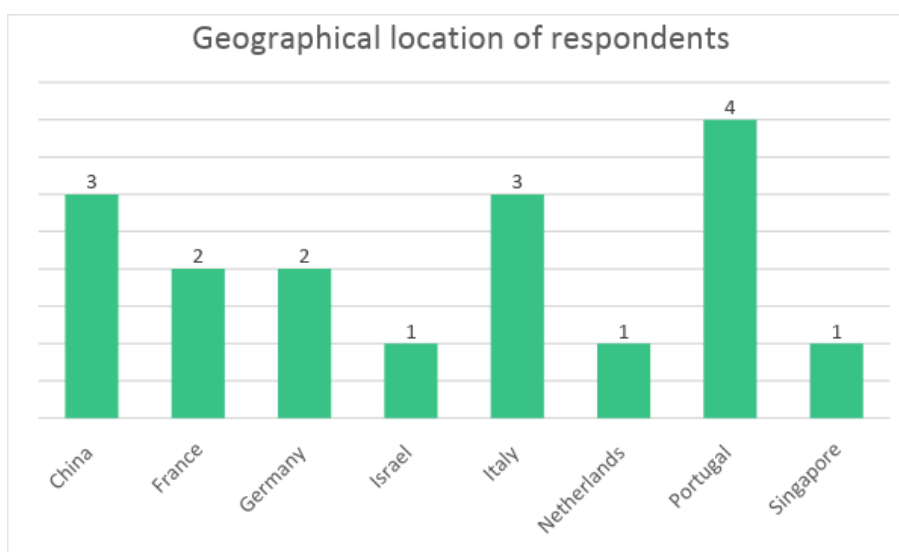 Geographical location of respondents
3
2
2
1
3
1
4
1
China
France
Germany
Israel
Italy
Netherlands
Portugal
Singapore